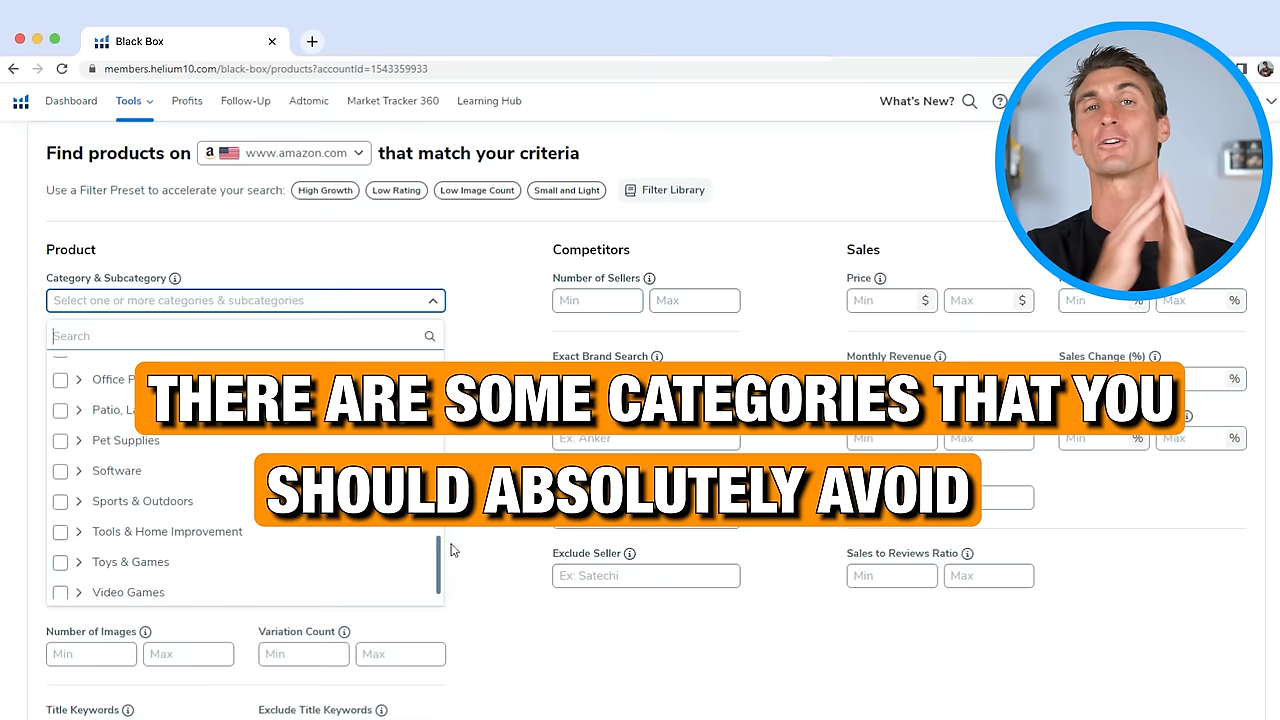 Black Box
members.helium10.com/black-box/products?accountId=1543359933
Dashboard Tools Profits Follow-Up Adtomic Market Tracker 360 Learning Hub What's New?
Find products on www.amazon.com that match your criteria
Use a Filter Preset to accelerate your search: High Growth Low Rating Low Image Count Small and Light Filter Library
Product Competitors Sales
Category & Subcategory Number of Sellers Price
Select one or more categories & subcategories Min Max Min $ Max $ Min % Max %
Search
Exact Brand Search Monthly Revenue Sales Change (%)
Office %
THERE ARE SOME CATEGORIES THAT YOU
Patio,
Pet Supplies Ex: Anker Min Max Min % Max %
Software
SHOULD ABSOLUTELY AVOID
Sports & Outdoors
Tools & Home Improvement
Exclude Seller Sales to Reviews Ratio
Toys & Games Ex: Satechi Min Max
Video Games
Number of Images Variation Count
Min Max Min Max
Title Keywords Exclude Title Keywords